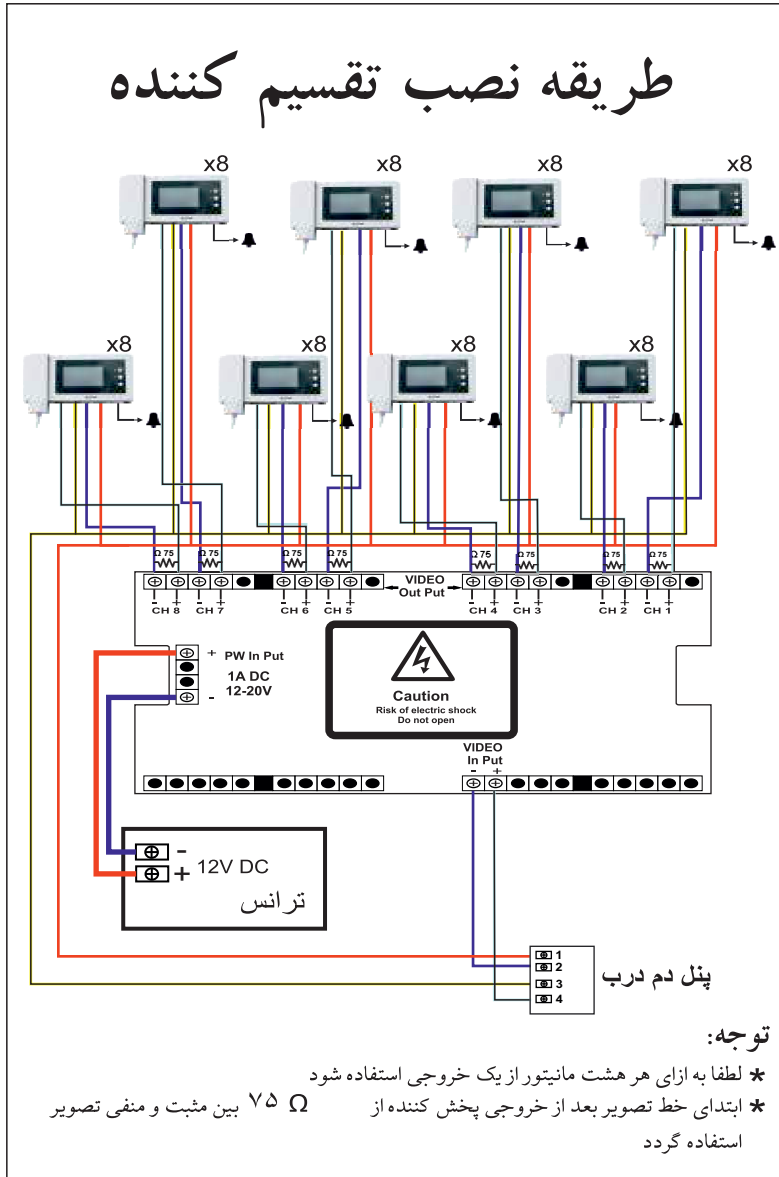 طریقه نصب تقسیم کننده
x8 x8 x8 x8
x8 x8 x8 x8
Ω 75 Ω 75 Ω 75 Ω 75 Ω 75 Ω 75 Ω 75
VIDEO
Out Put
- + - + - + - + - + - + - + - +
CH 8 CH 7 CH 6 CH 5 CH 4 CH 3 CH 2 CH 1
+ PW In Put
1A DC
12-20V
-
Caution
Risk of electric shock
Do not open
VIDEO
In Put
- +
-
+ 12V DC
ترانس
1
2
3
4
پنل دم درب
توجه:
* لطفا به ازای هر هشت مانیتور از یک خروجی استفاده شود
* ابتدای خط تصویر بعد از خروجی پخش کننده از ۷۵ Ω بین مثبت و منفی تصویر
استفاده گردد